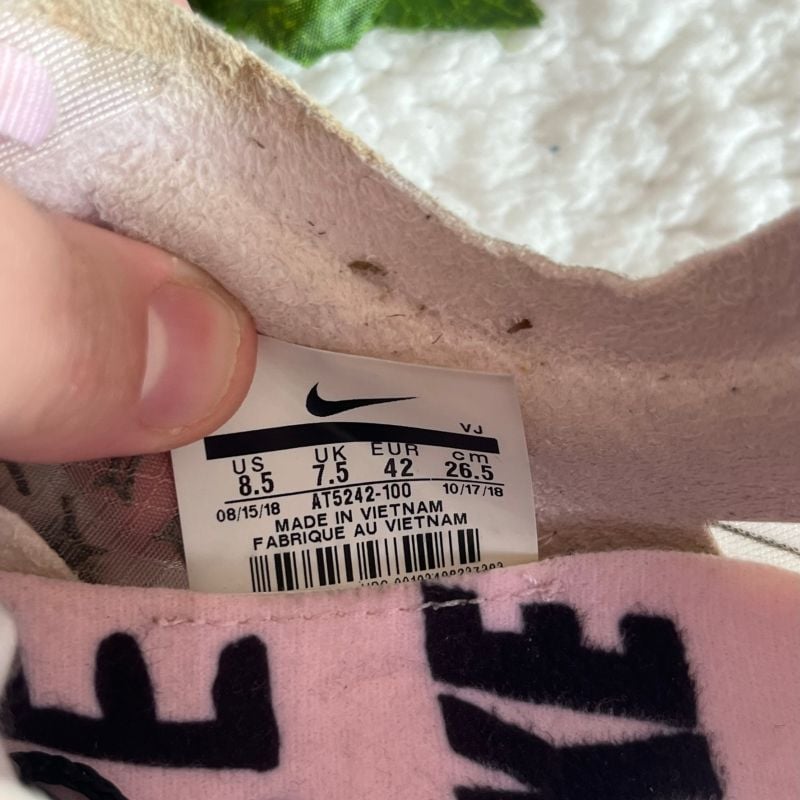 VJ
US UK EUR cm
8.5 7.5 42 26.5
08/15/18 AT5242-100 10/17/18
MADE IN VIETNAM
FABRIQUE AU VIETNAM